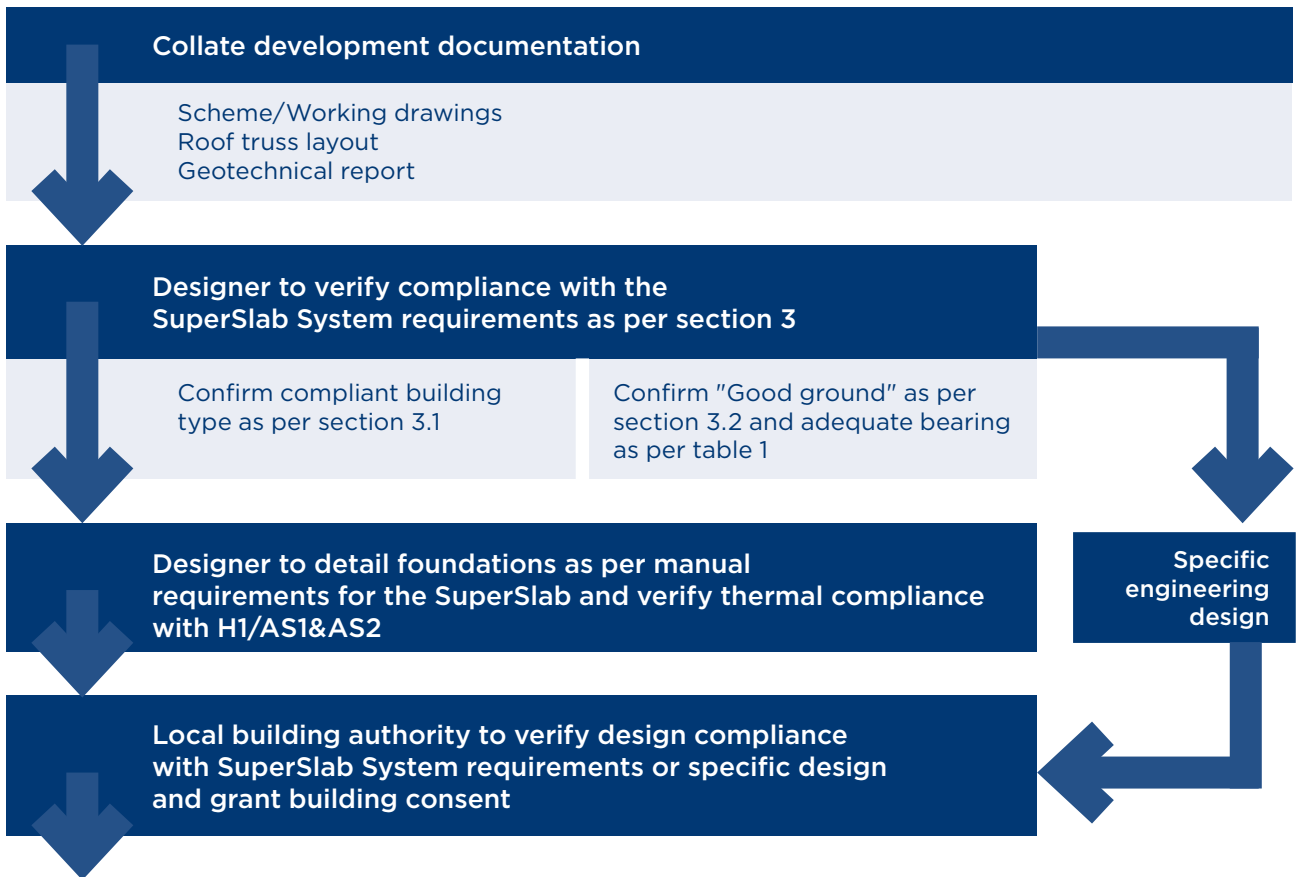 Collate development documentation
Scheme/Working drawings
Roof truss layout
Geotechnical report
Designer to verify compliance with the
SuperSlab System requirements as per section 3
Confirm compliant building
type as per section 3.1
Confirm "Good ground" as per
section 3.2 and adequate bearing
as per table 1
Designer to detail foundations as per manual
requirements for the SuperSlab and verify thermal compliance
with H1/AS1&AS2
Specific
engineering
design
Local building authority to verify design compliance
with SuperSlab System requirements or specific design
and grant building consent